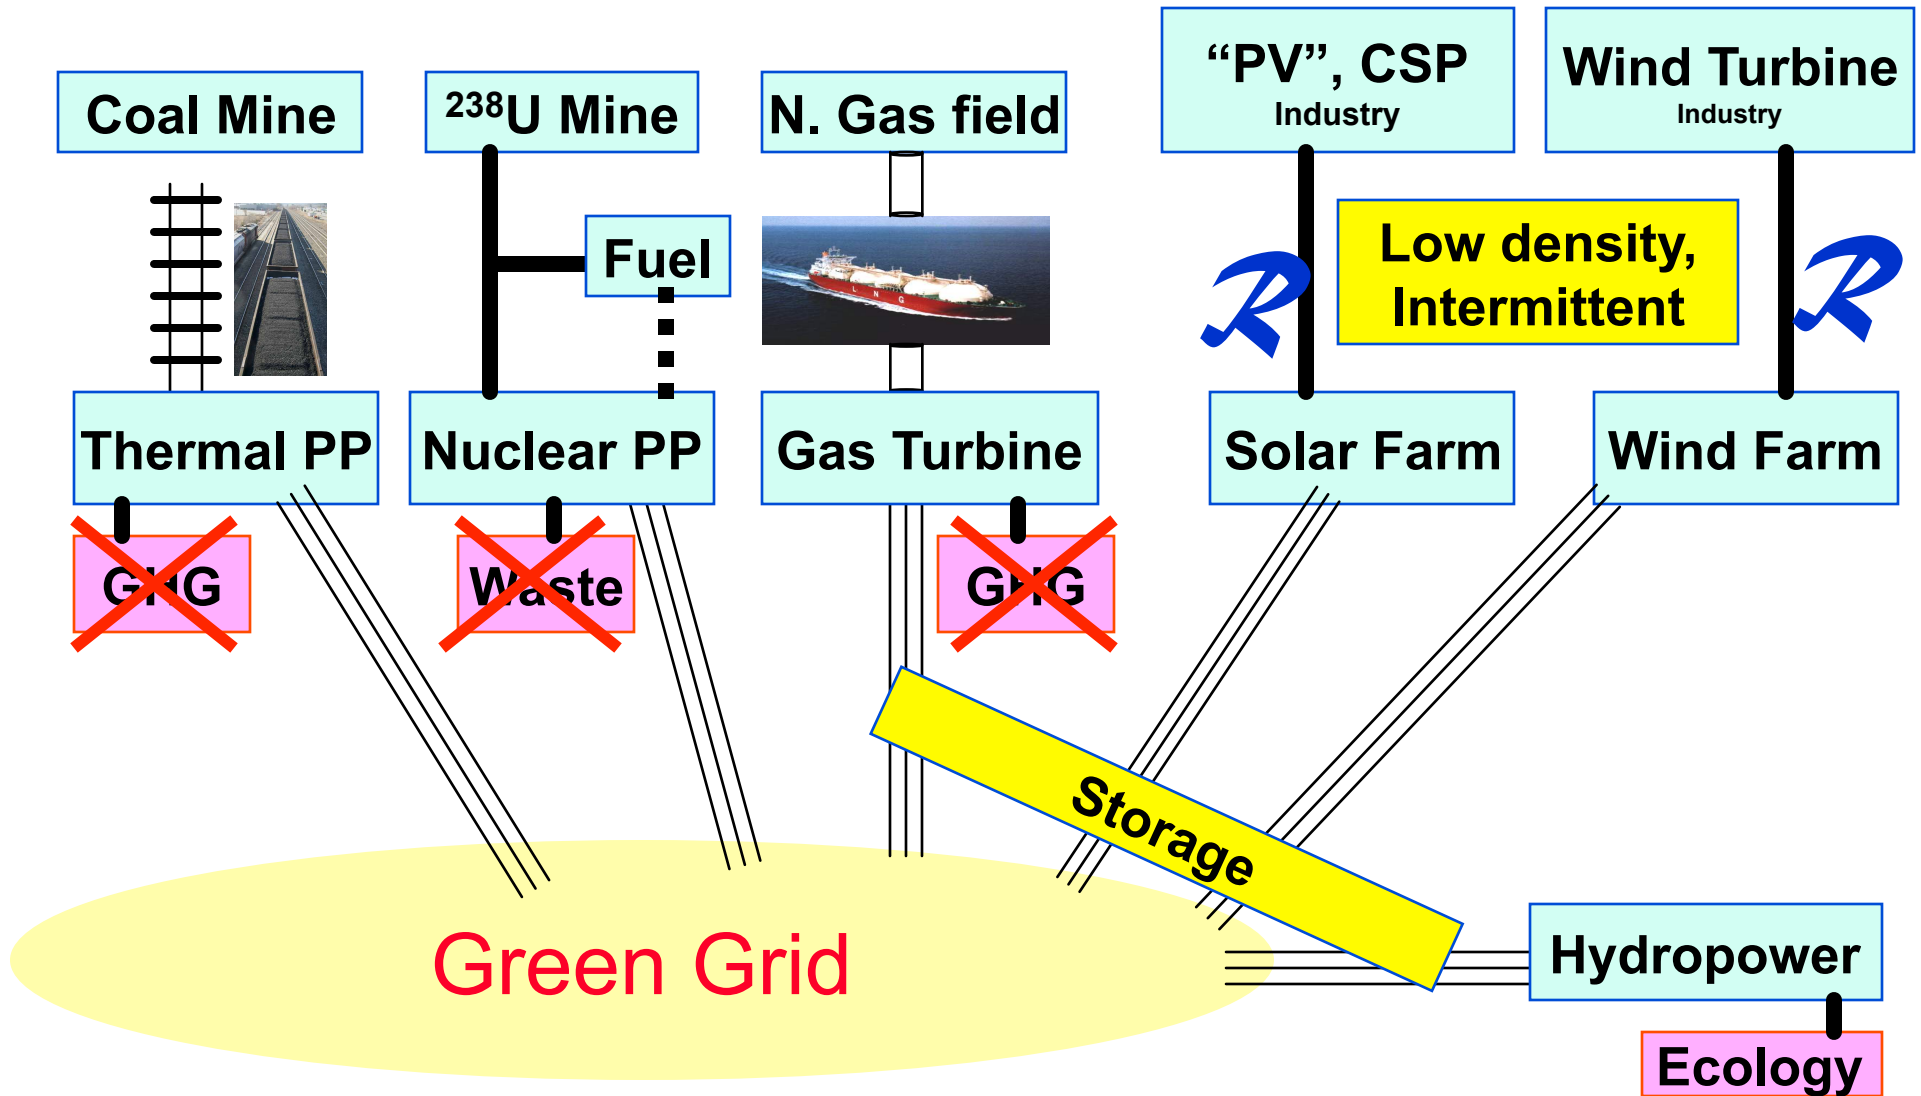 “PV”, CSP
Industry
Wind Turbine
Industry
Coal Mine
²³⁸U Mine
N. Gas field
Fuel
L N G
Low density,
Intermittent
R
R
Thermal PP
Nuclear PP
Gas Turbine
Solar Farm
Wind Farm
GHG
Waste
GHG
Storage
Green Grid
Hydropower
Ecology